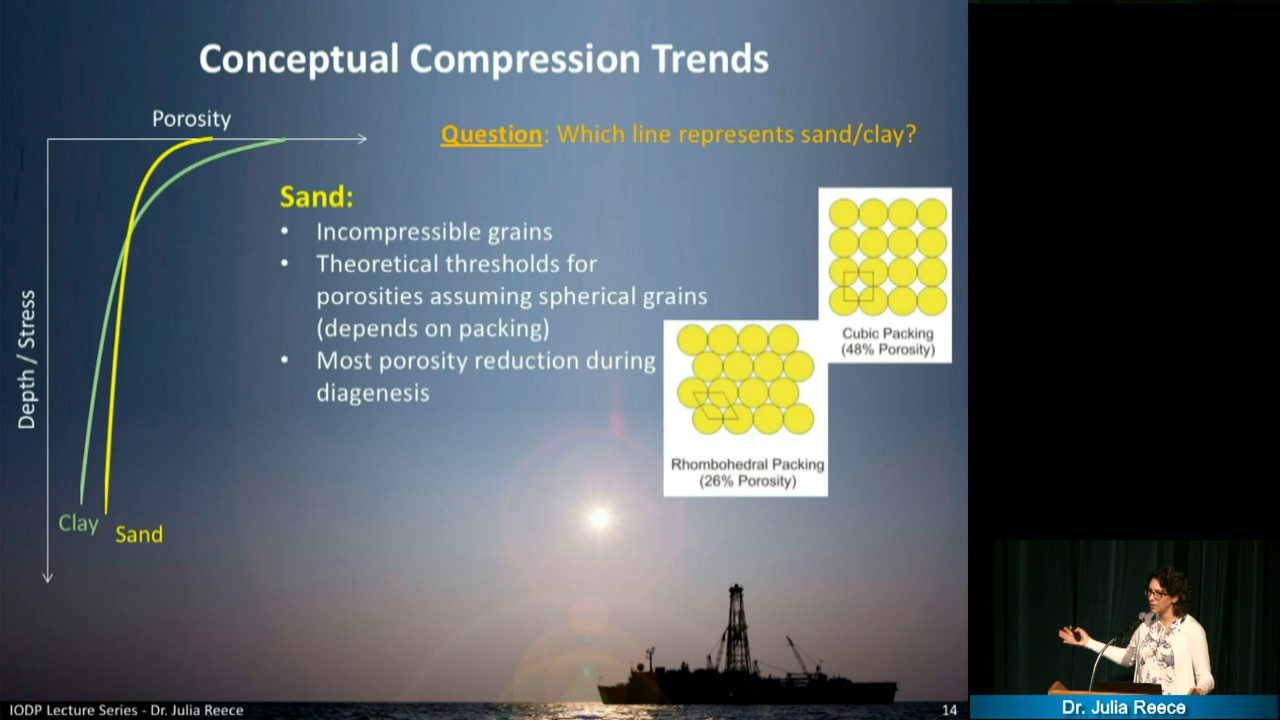 Conceptual Compression Trends
Porosity
Question: Which line represents sand/clay?
Depth / Stress
Clay
Sand
Sand:
• Incompressible grains
• Theoretical thresholds for
porosities assuming spherical grains
(depends on packing)
• Most porosity reduction during
diagenesis
Cubic Packing
(48% Porosity)
Rhombohedral Packing
(26% Porosity)
IODP Lecture Series - Dr. Julia Reece
14
Dr. Julia Reece